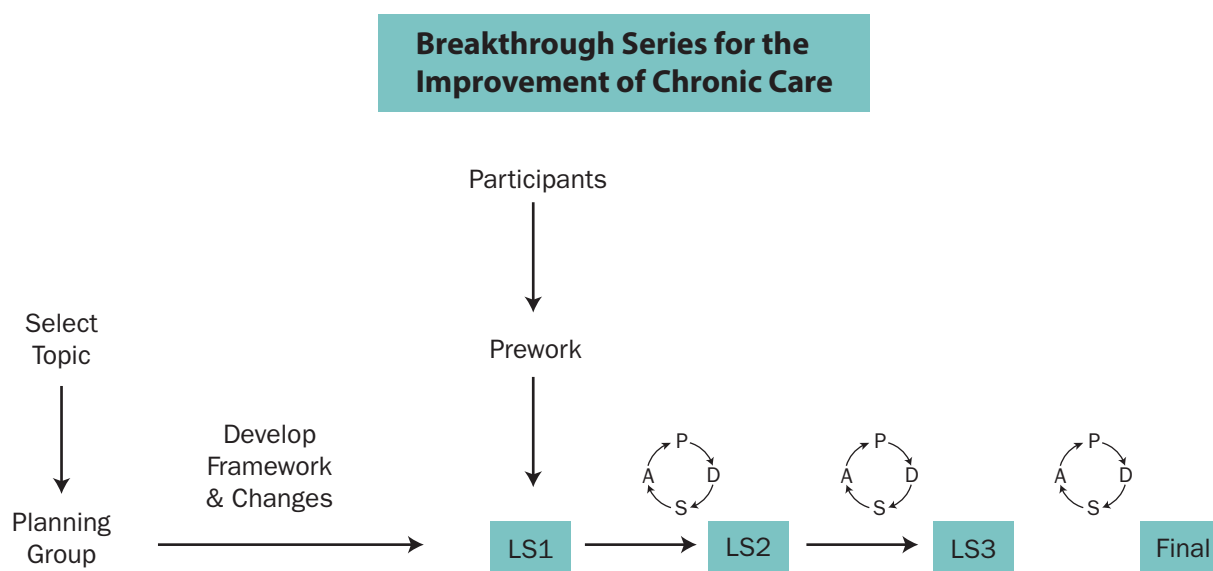 Breakthrough Series for the
Improvement of Chronic Care
Participants
Select
Topic
Prework
Develop
Framework
& Changes
Planning
Group
P
A
D
S
P
A
D
S
P
A
D
S
LS1
LS2
LS3
Final